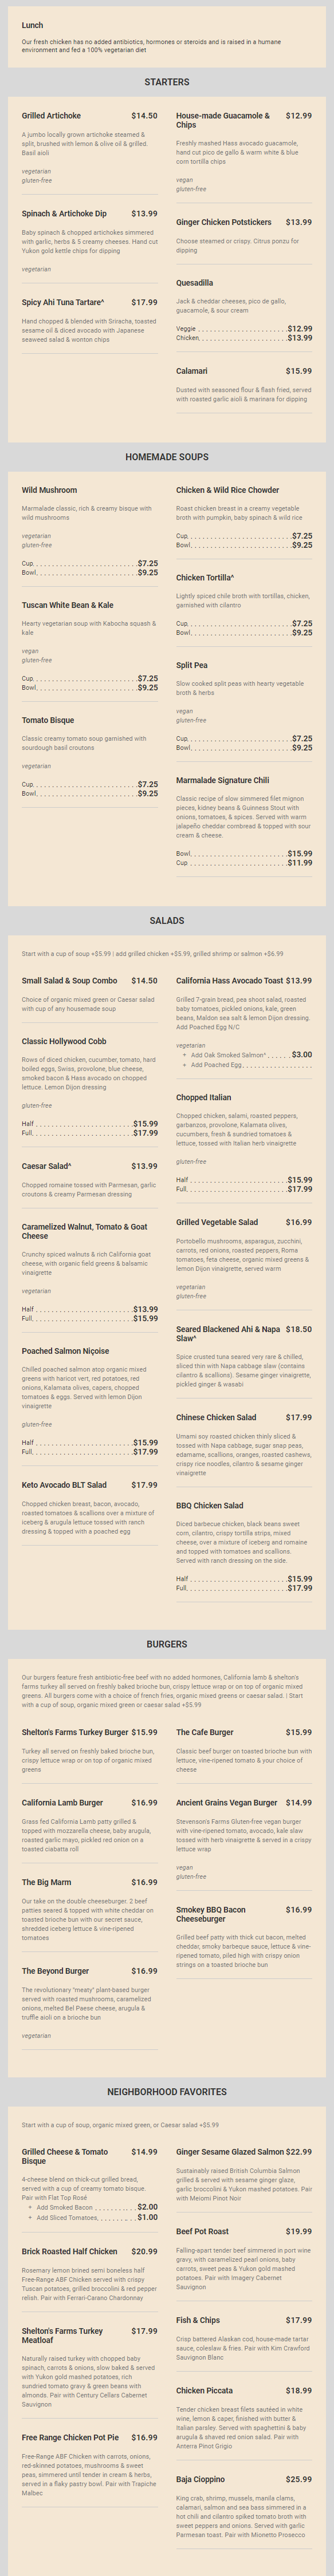 Lunch
Our fresh chicken has no added antibiotics, hormones or steroids and is raised in a humane
environment and fed a 100% vegetarian diet
STARTERS
Grilled Artichoke $14.50
A jumbo locally grown artichoke steamed &
split, brushed with lemon & olive oil & grilled.
Basil aioli
vegetarian
gluten-free
Spinach & Artichoke Dip $13.99
Baby spinach & chopped artichokes simmered
with garlic, herbs & 5 creamy cheeses. Hand cut
Yukon gold kettle chips for dipping
vegetarian
Spicy Ahi Tuna Tartare^ $17.99
Hand chopped & blended with Sriracha, toasted
sesame oil & diced avocado with Japanese
seaweed salad & wonton chips
House-made Guacamole & $12.99
Chips
Freshly mashed Hass avocado guacamole,
hand cut pico de gallo & warm white & blue
corn tortilla chips
vegan
gluten-free
Ginger Chicken Potstickers $13.99
Choose steamed or crispy. Citrus ponzu for
dipping
Quesadilla
Jack & cheddar cheeses, pico de gallo,
guacamole, & sour cream
Veggie $12.99
Chicken $13.99
Calamari $15.99
Dusted with seasoned flour & flash fried, served
with roasted garlic aioli & marinara for dipping
HOMEMADE SOUPS
Wild Mushroom
Marmalade classic, rich & creamy bisque with
wild mushrooms
vegetarian
gluten-free
Cup $7.25
Bowl $9.25
Tuscan White Bean & Kale
Hearty vegetarian soup with Kabocha squash &
kale
vegan
gluten-free
Cup $7.25
Bowl $9.25
Tomato Bisque
Classic creamy tomato soup garnished with
sourdough basil croutons
vegetarian
Cup $7.25
Bowl $9.25
Chicken & Wild Rice Chowder
Roast chicken breast in a creamy vegetable
broth with pumpkin, baby spinach & wild rice
Cup $7.25
Bowl $9.25
Chicken Tortilla^
Lightly spiced chile broth with tortillas, chicken,
garnished with cilantro
Cup $7.25
Bowl $9.25
Split Pea
Slow cooked split peas with hearty vegetable
broth & herbs
vegan
gluten-free
Cup $7.25
Bowl $9.25
Marmalade Signature Chili
Classic recipe of slow simmered filet mignon
pieces, kidney beans & Guinness Stout with
onions, tomatoes, & spices. Served with warm
jalapeño cheddar cornbread & topped with sour
cream & cheese.
Bowl $15.99
Cup $11.99
SALADS
Start with a cup of soup +$5.99 | add grilled chicken +$5.99, grilled shrimp or salmon +$6.99
Small Salad & Soup Combo $14.50
Choice of organic mixed green or Caesar salad
with cup of any housemade soup
Classic Hollywood Cobb
Rows of diced chicken, cucumber, tomato, hard
boiled eggs, Swiss, provolone, blue cheese,
smoked bacon & Hass avocado on chopped
lettuce. Lemon Dijon dressing
gluten-free
Half $15.99
Full $17.99
Caesar Salad^ $13.99
Chopped romaine tossed with Parmesan, garlic
croutons & creamy Parmesan dressing
Caramelized Walnut, Tomato & Goat
Cheese
Crunchy spiced walnuts & rich California goat
cheese, with organic field greens & balsamic
vinaigrette
vegetarian
Half $13.99
Full $15.99
Poached Salmon Niçoise
Chilled poached salmon atop organic mixed
greens with haricot vert, red potatoes, red
onions, Kalamata olives, capers, chopped
tomatoes & eggs. Served with lemon Dijon
vinaigrette
gluten-free
Half $15.99
Full $17.99
Keto Avocado BLT Salad $17.99
Chopped chicken breast, bacon, avocado,
roasted tomatoes & scallions over a mixture of
iceberg & arugula lettuce tossed with ranch
dressing & topped with a poached egg
California Hass Avocado Toast $13.99
Grilled 7-grain bread, pea shoot salad, roasted
baby tomatoes, pickled onions, kale, green
beans, Maldon sea salt & lemon Dijon dressing.
Add Poached Egg N/C
vegetarian
+ Add Oak Smoked Salmon^ $3.00
+ Add Poached Egg
Chopped Italian
Chopped chicken, salami, roasted peppers,
garbanzos, provolone, Kalamata olives,
cucumbers, fresh & sundried tomatoes &
lettuce, tossed with Italian herb vinaigrette
gluten-free
Half $15.99
Full $17.99
Grilled Vegetable Salad $16.99
Portobello mushrooms, asparagus, zucchini,
carrots, red onions, roasted peppers, Roma
tomatoes, feta cheese, organic mixed greens &
lemon Dijon vinaigrette, served warm
vegetarian
gluten-free
Seared Blackened Ahi & Napa $18.50
Slaw^
Spice crusted tuna seared very rare & chilled,
sliced thin with Napa cabbage slaw (contains
cilantro & scallions). Sesame ginger vinaigrette,
pickled ginger & wasabi
Chinese Chicken Salad $17.99
Umami soy roasted chicken thinly sliced &
tossed with Napa cabbage, sugar snap peas,
edamame, scallions, oranges, roasted cashews,
crispy rice noodles, cilantro & sesame ginger
vinaigrette
BBQ Chicken Salad
Diced barbecue chicken, black beans sweet
corn, cilantro, crispy tortilla strips, mixed
cheese, over a mixture of iceberg and romaine
and topped with tomatoes and scallions.
Served with ranch dressing on the side.
Half $15.99
Full $17.99
BURGERS
Our burgers feature fresh antibiotic-free beef with no added hormones, California lamb & shelton's
farms turkey all served on freshly baked brioche bun, crispy lettuce wrap or on top of organic mixed
greens. All burgers come with a choice of french fries, organic mixed greens or caesar salad. | Start
with a cup of soup, organic mixed green or caesar salad +$5.99
Shelton's Farms Turkey Burger $15.99
Turkey all served on freshly baked brioche bun,
crispy lettuce wrap or on top of organic mixed
greens
California Lamb Burger $16.99
Grass fed California Lamb patty grilled &
topped with mozzarella cheese, baby arugula,
roasted garlic mayo, pickled red onion on a
toasted ciabatta roll
The Big Marm $16.99
Our take on the double cheeseburger. 2 beef
patties seared & topped with white cheddar on
toasted brioche bun with our secret sauce,
shredded iceberg lettuce & vine-ripened
tomatoes
The Beyond Burger $16.99
The revolutionary "meaty" plant-based burger
served with roasted mushrooms, caramelized
onions, melted Bel Paese cheese, arugula &
truffle aioli on a brioche bun
vegetarian
The Cafe Burger $15.99
Classic beef burger on toasted brioche bun with
lettuce, vine-ripened tomato & your choice of
cheese
Ancient Grains Vegan Burger $14.99
Stevenson's Farms Gluten-free vegan burger
with vine-ripened tomato, avocado, kale slaw
tossed with herb vinaigrette & served in a crispy
lettuce wrap
vegan
gluten-free
Smokey BBQ Bacon $16.99
Cheeseburger
Grilled beef patty with thick cut bacon, melted
cheddar, smoky barbeque sauce, lettuce & vine-
ripened tomato, piled high with crispy onion
strings on a toasted brioche bun
NEIGHBORHOOD FAVORITES
Start with a cup of soup, organic mixed green, or Caesar salad +$5.99
Grilled Cheese & Tomato $14.99
Bisque
4-cheese blend on thick-cut grilled bread,
served with a cup of creamy tomato bisque.
Pair with Flat Top Rosé
+ Add Smoked Bacon $2.00
+ Add Sliced Tomatoes $1.00
Brick Roasted Half Chicken $20.99
Rosemary lemon brined semi boneless half
Free-Range ABF Chicken served with crispy
Tuscan potatoes, grilled broccolini & red pepper
relish. Pair with Ferrari-Carano Chardonnay
Shelton's Farms Turkey $17.99
Meatloaf
Naturally raised turkey with chopped baby
spinach, carrots & onions, slow baked & served
with Yukon gold mashed potatoes, rich
sundried tomato gravy & green beans with
almonds. Pair with Century Cellars Cabernet
Sauvignon
Free Range Chicken Pot Pie $16.99
Free-Range ABF Chicken with carrots, onions,
red-skinned potatoes, mushrooms & sweet
peas, simmered until tender in cream & herbs,
served in a flaky pastry bowl. Pair with Trapiche
Malbec
Ginger Sesame Glazed Salmon $22.99
Sustainably raised British Columbia Salmon
grilled & served with sesame ginger glaze,
garlic broccolini & Yukon mashed potatoes. Pair
with Meiomi Pinot Noir
Beef Pot Roast $19.99
Falling-apart tender beef simmered in port wine
gravy, with caramelized pearl onions, baby
carrots, sweet peas & Yukon gold mashed
potatoes. Pair with Imagery Cabernet
Sauvignon
Fish & Chips $17.99
Crisp battered Alaskan cod, house-made tartar
sauce, coleslaw & fries. Pair with Kim Crawford
Sauvignon Blanc
Chicken Piccata $18.99
Tender chicken breast filets sautéed in white
wine, lemon & caper, finished with butter &
Italian parsley. Served with spaghettini & baby
arugula & shaved red onion salad. Pair with
Anterra Pinot Grigio
Baja Cioppino $25.99
King crab, shrimp, mussels, manila clams,
calamari, salmon and sea bass simmered in a
hot chili and cilantro spiked tomato broth with
sweet peppers and onions. Served with garlic
Parmesan toast. Pair with Mionetto Prosecco